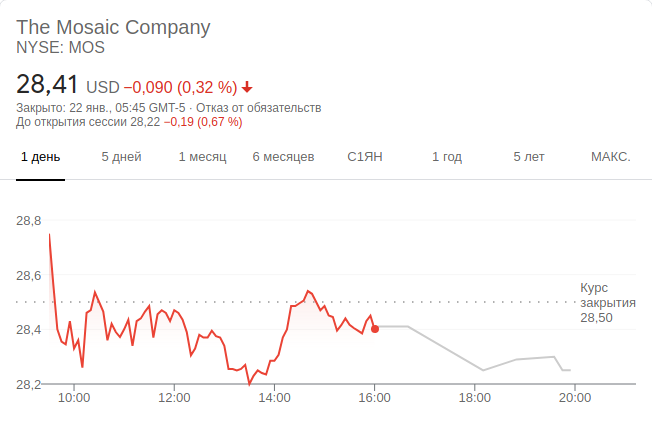 The Mosaic Company
NYSE: MOS
28,41 USD −0,090 (0,32 %)
Закрыто: 22 янв., 05:45 GMT-5 · Отказ от обязательств
До открытия сессии 28,22 −0,19 (0,67 %)
1 день 5 дней 1 месяц 6 месяцев С1ЯН 1 год 5 лет МАКС.
28,8
28,6
Курс
закрытия
28,50
28,4
28,2
10:00 12:00 14:00 16:00 18:00 20:00